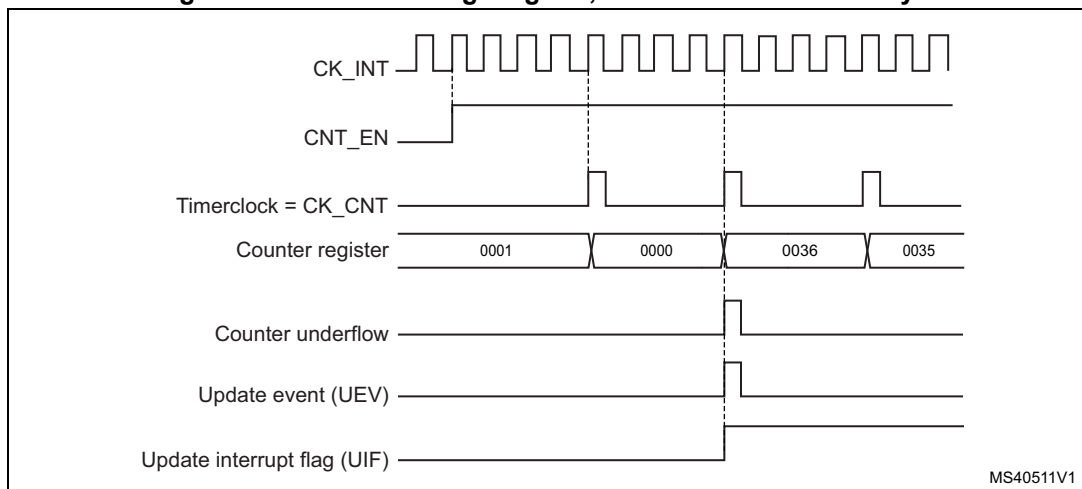 CK_INT
CNT_EN
Timerclock = CK_CNT
Counter register 0001 0000 0036 0035
Counter underflow
Update event (UEV)
Update interrupt flag (UIF)
MS40511V1